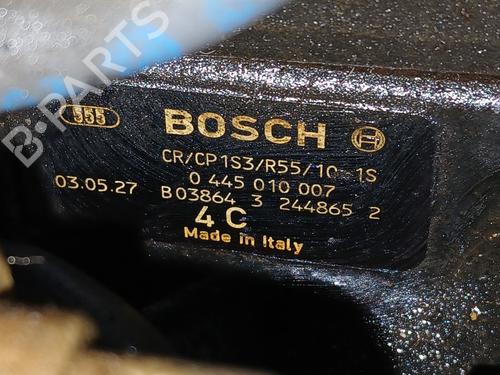 B-PARTS
555 BOSCH
CR/CP1S3/R55/10-1S
0 445 010 007
03.05.27 B03864 3 244865 2
4C
Made in Italy